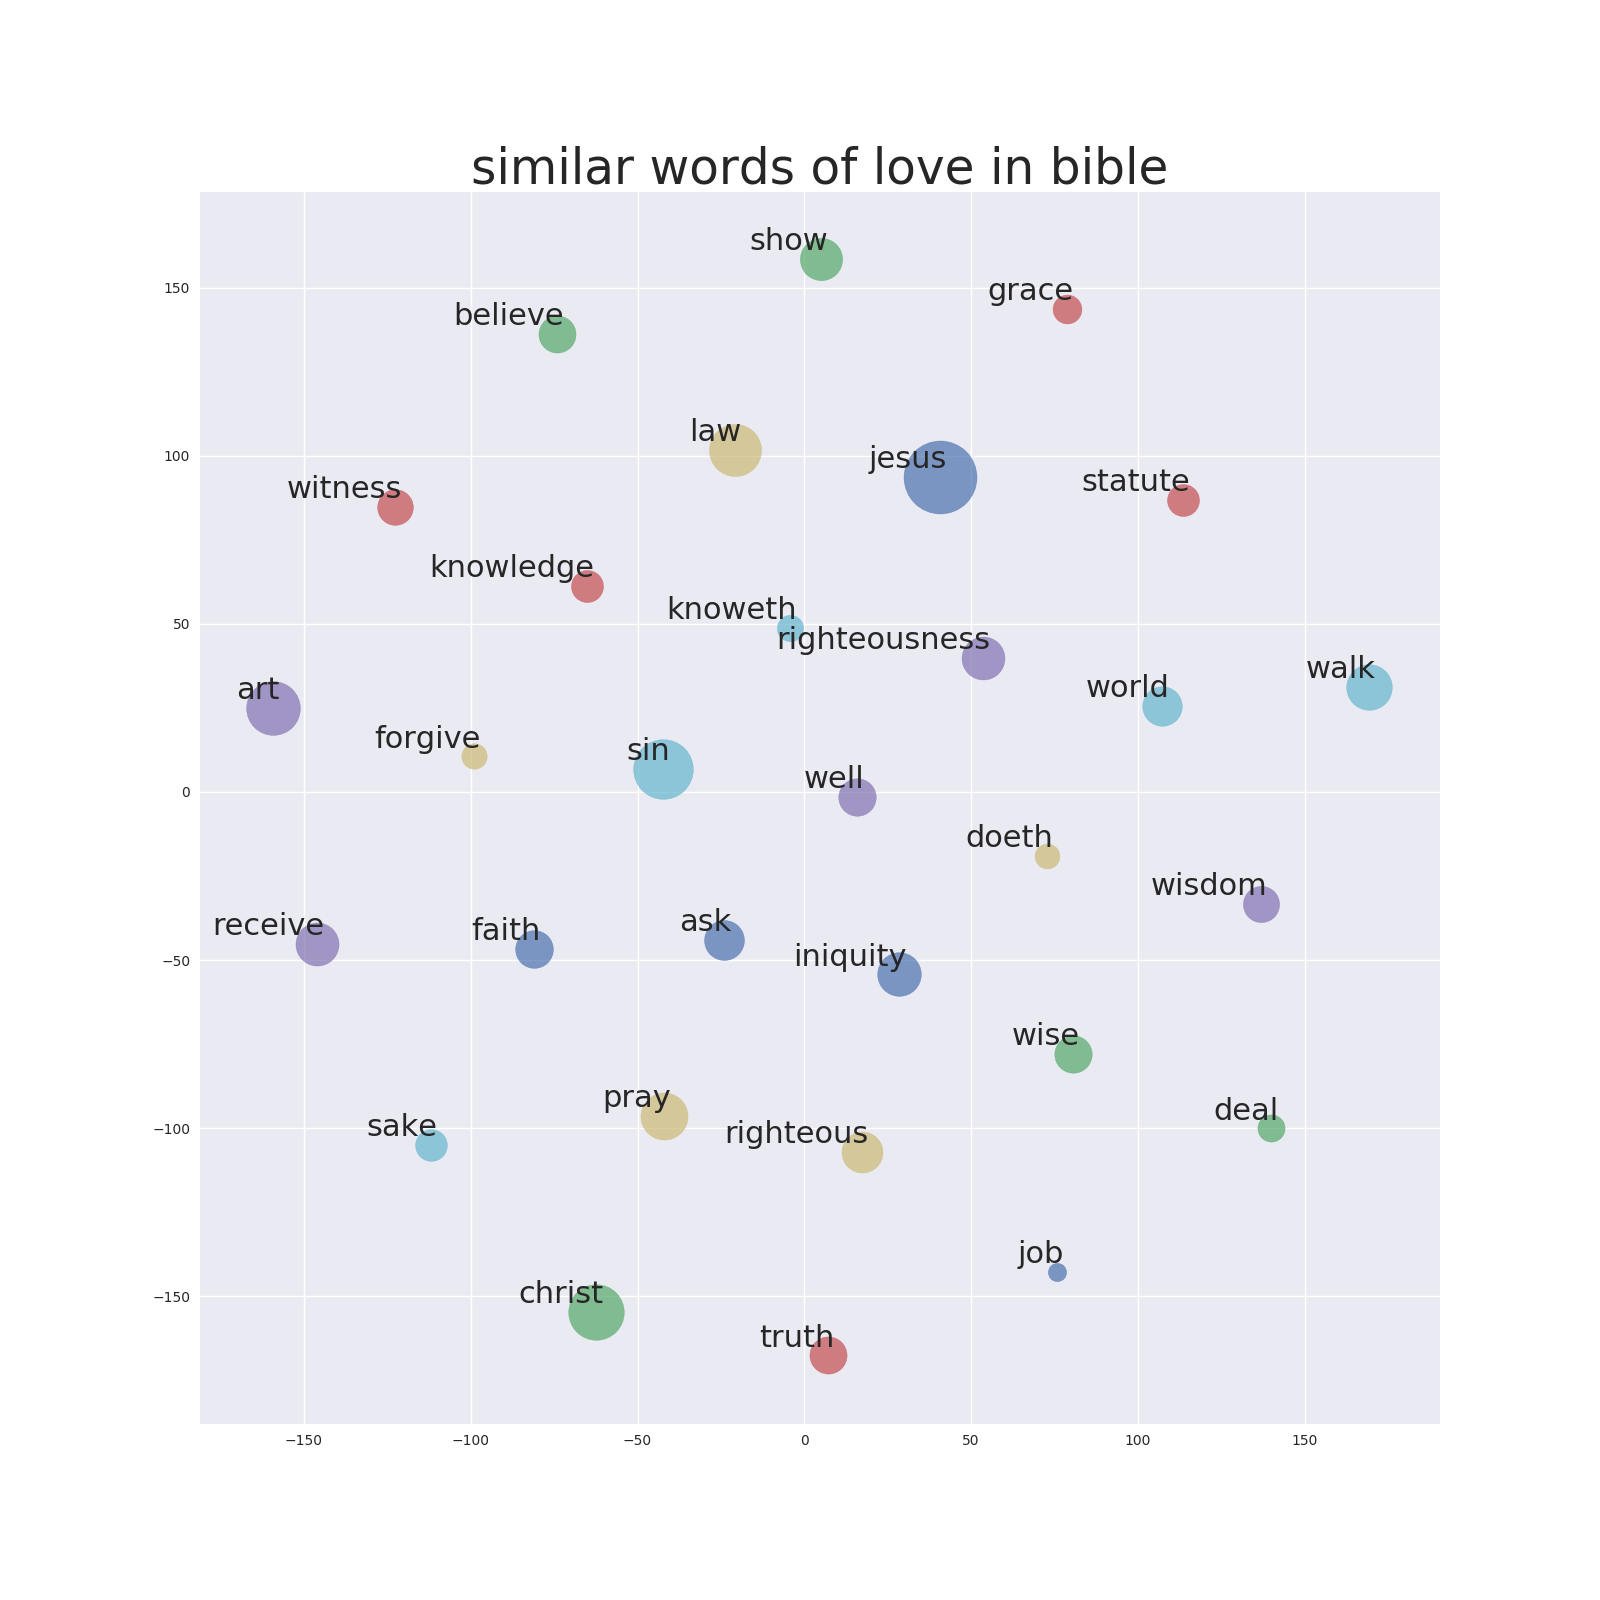 similar words of love in bible
show
grace
believe
law
jesus
statute
witness
knowledge
knoweth
righteousness
walk
world
art
forgive
sin
well
doeth
wisdom
receive
faith
ask
iniquity
wise
pray
deal
sake
righteous
job
christ
truth
150
100
50
0
−50
−100
−150
−150
−100
−50
0
50
100
150